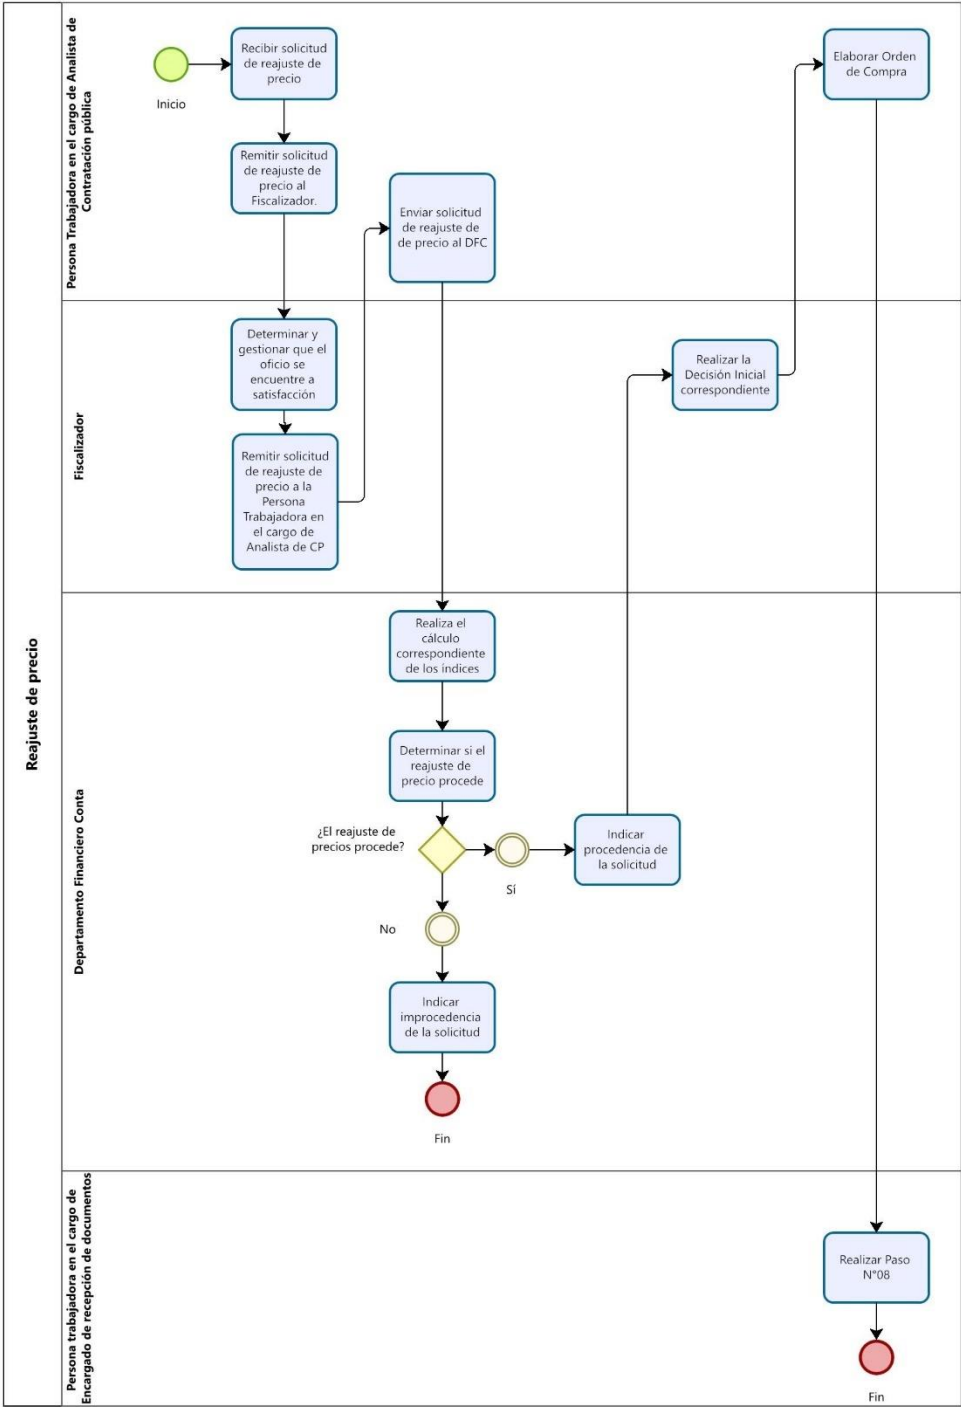 Reajuste de precio
Persona Trabajadora en el cargo de Analista de
Contratación pública
Inicio
Recibir solicitud
de reajuste de
precio
Remitir solicitud
de reajuste de
precio al
Fiscalizador.
Enviar solicitud
de reajuste de
de precio al DFC
Elaborar Orden
de Compra
Fiscalizador
Determinar y
gestionar que el
oficio se
encuentre a
satisfacción
Remitir solicitud
de reajuste de
precio a la
Persona
Trabajadora en
el cargo de
Analista de CP
Realizar la
Decisión Inicial
correspondiente
Departamento Financiero Conta
Realiza el
cálculo
correspondiente
de los índices
Determinar si el
reajuste de
precio procede
¿El reajuste de
precios procede?
Sí
Indicar
procedencia de
la solicitud
No
Indicar
improcedencia
de la solicitud
Fin
Persona trabajadora en el cargo de
Encargado de recepción de documentos
Realizar Paso
N°08
Fin